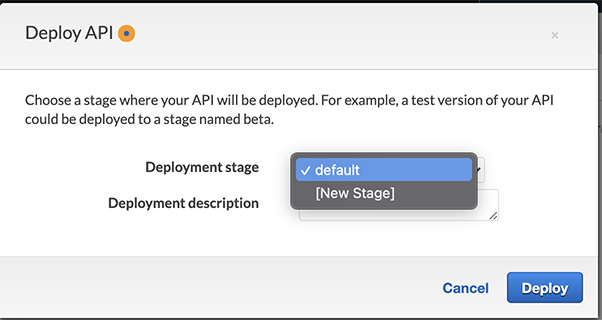 Deploy API
Choose a stage where your API will be deployed. For example, a test version of your API
could be deployed to a stage named beta.
Deployment stage
✓ default
[New Stage]
Deployment description
Cancel
Deploy